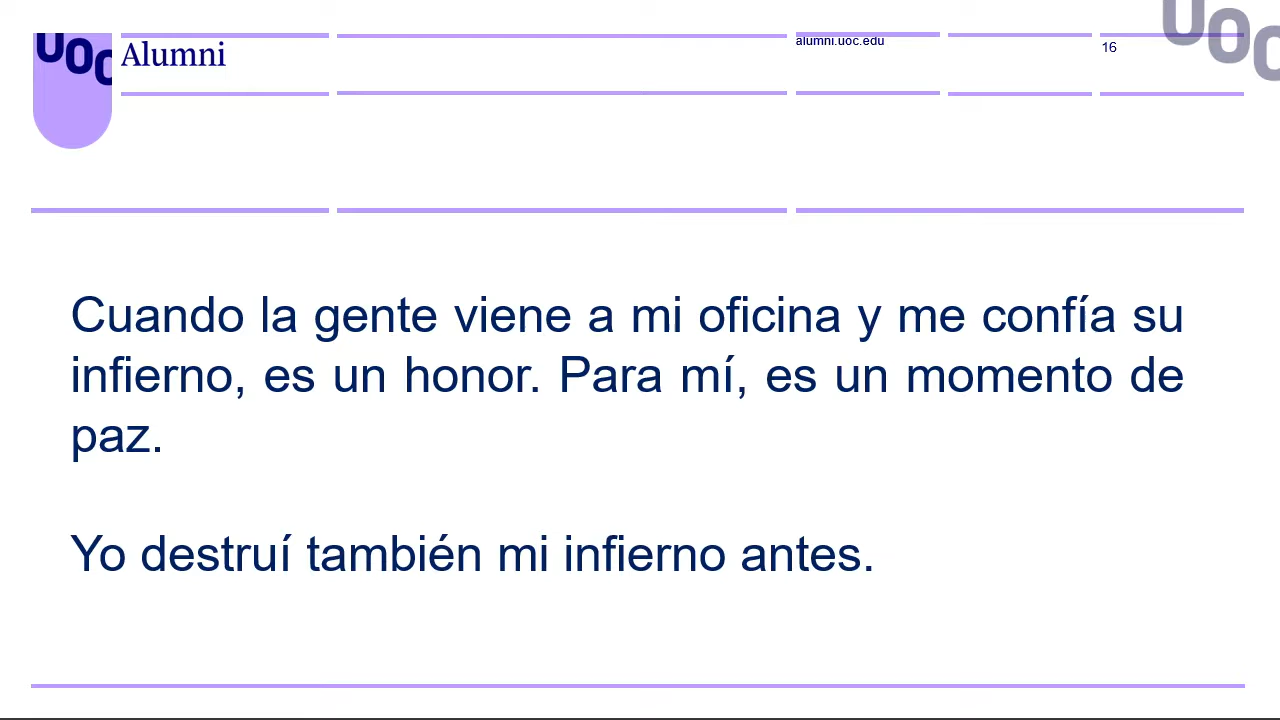 UOC
Alumni
alumni.uoc.edu
16
UOC
Cuando la gente viene a mi oficina y me confía su
infierno, es un honor. Para mí, es un momento de
paz.
Yo destruí también mi infierno antes.